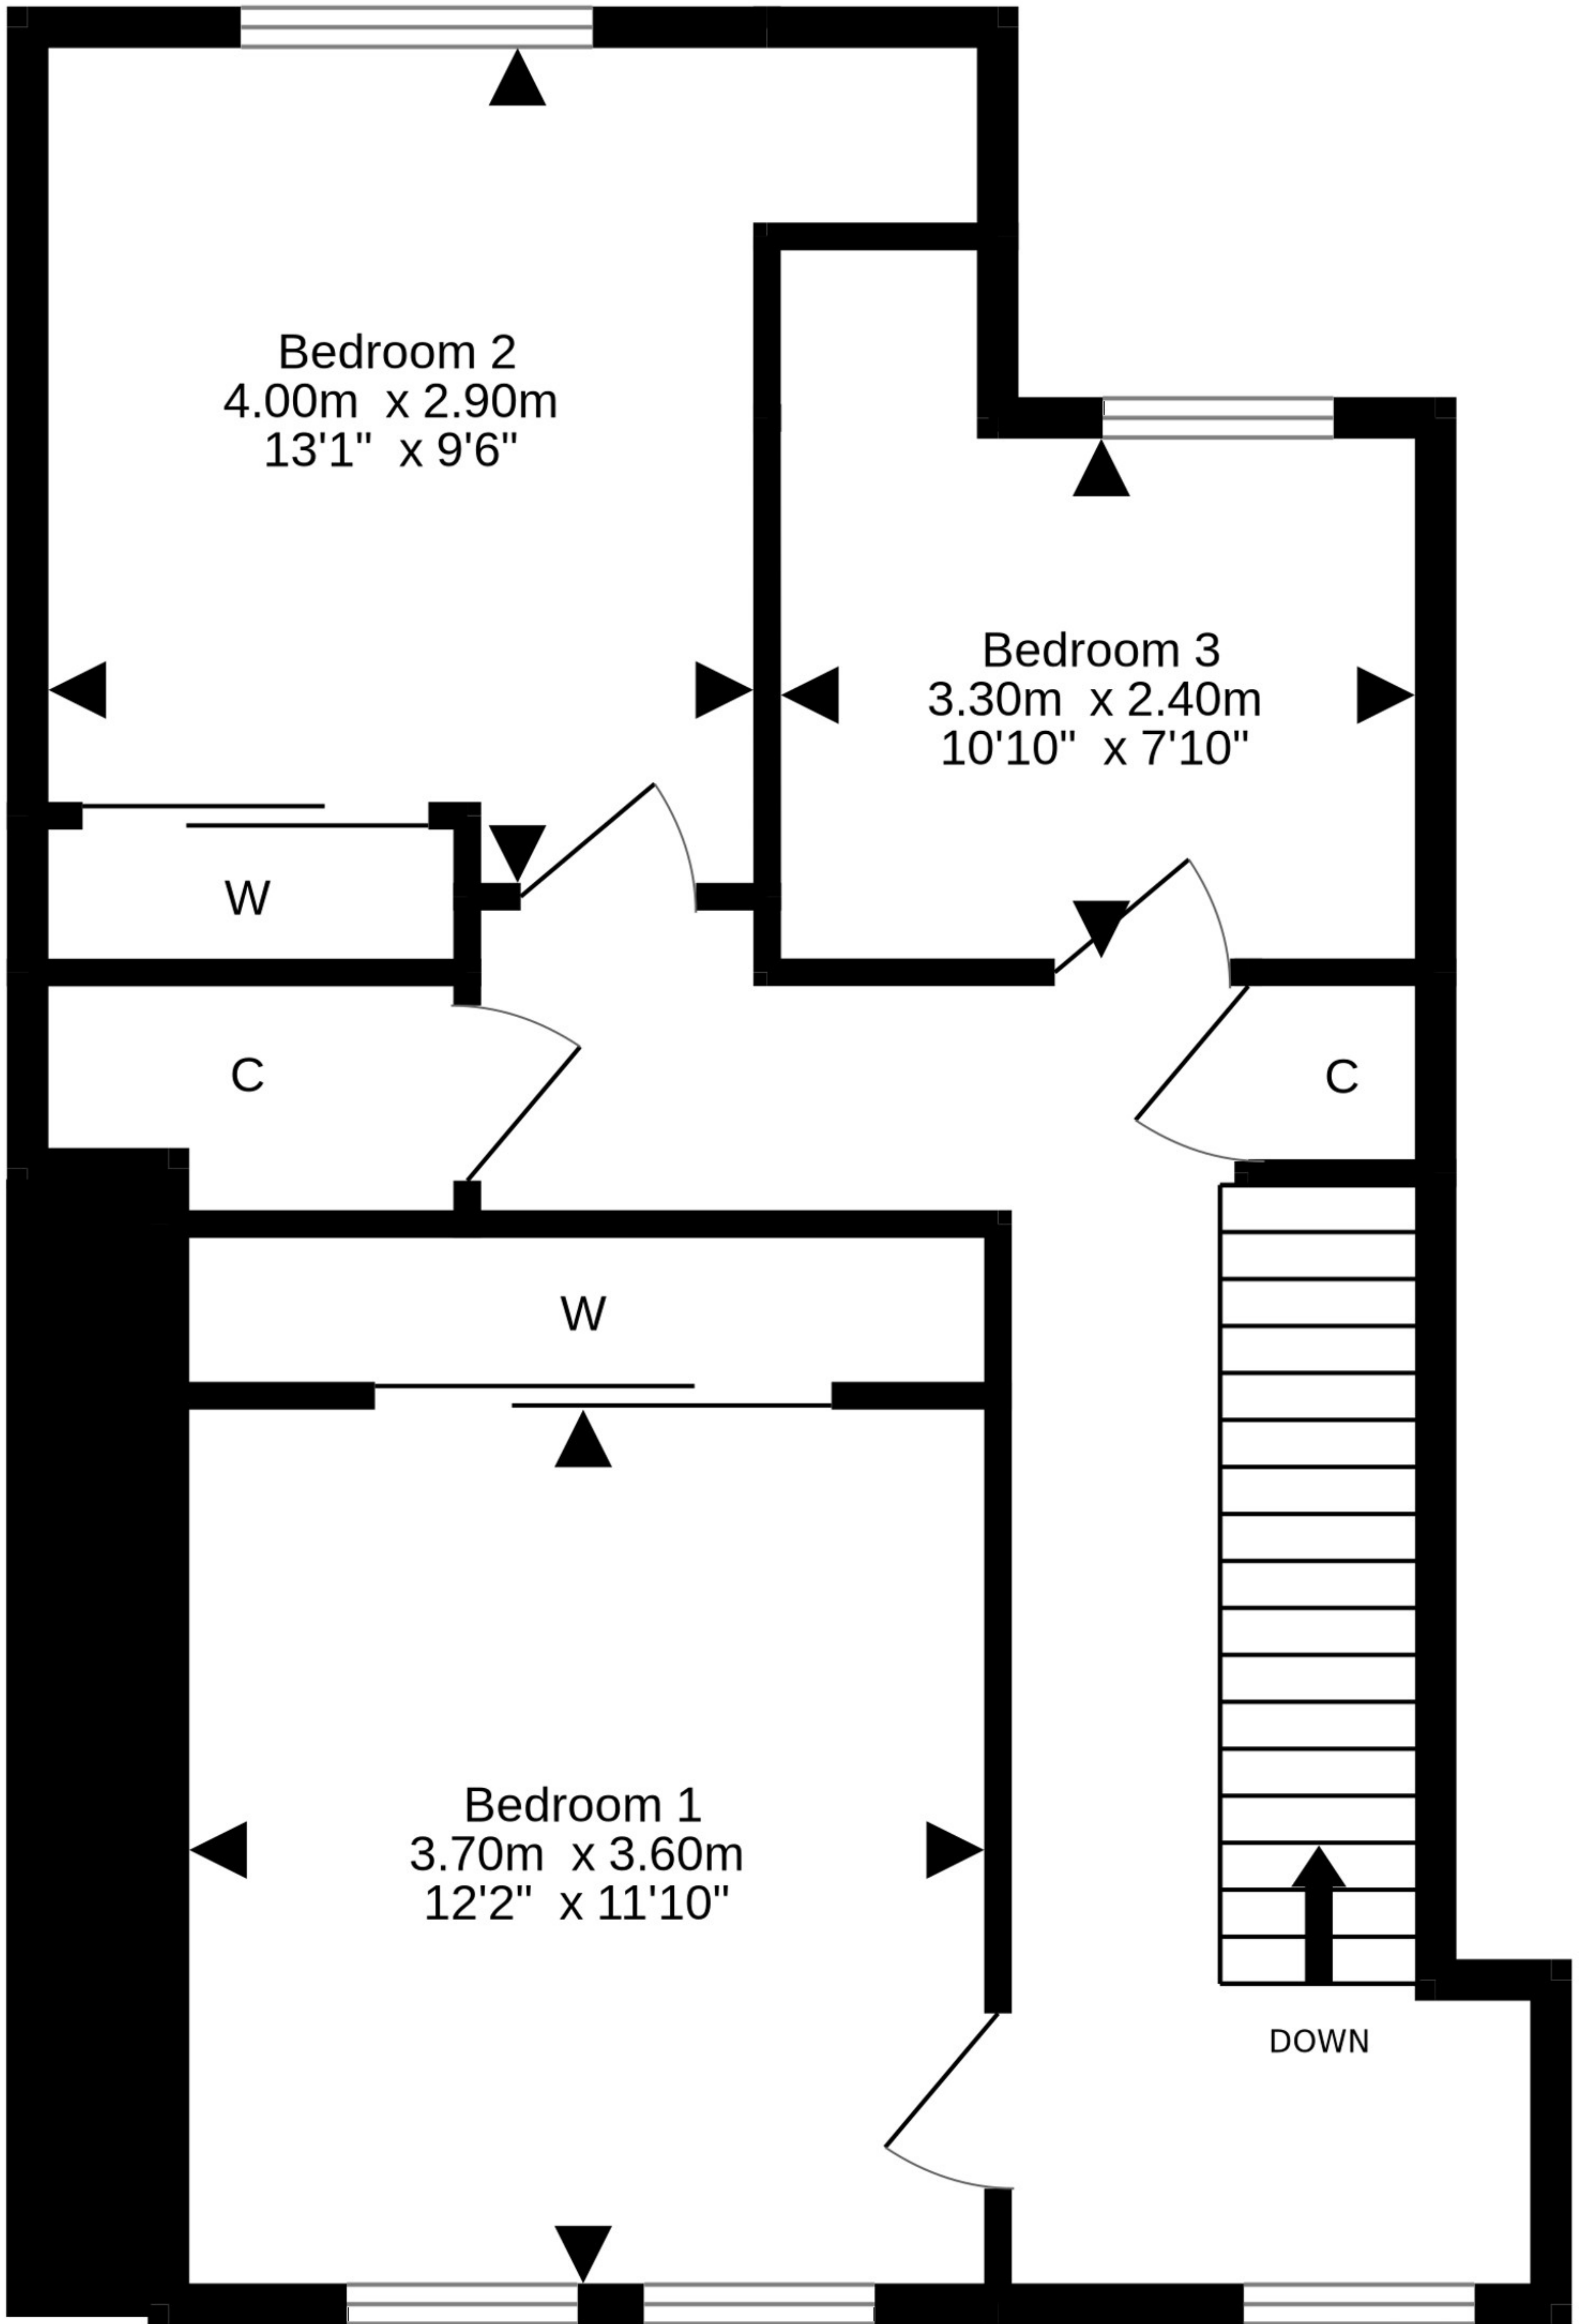 Bedroom 2
4.00m x 2.90m
13'1" x 9'6"
Bedroom 3
3.30m x 2.40m
10'10" x 7'10"
W
C
C
W
Bedroom 1
3.70m x 3.60m
12'2" x 11'10"
DOWN